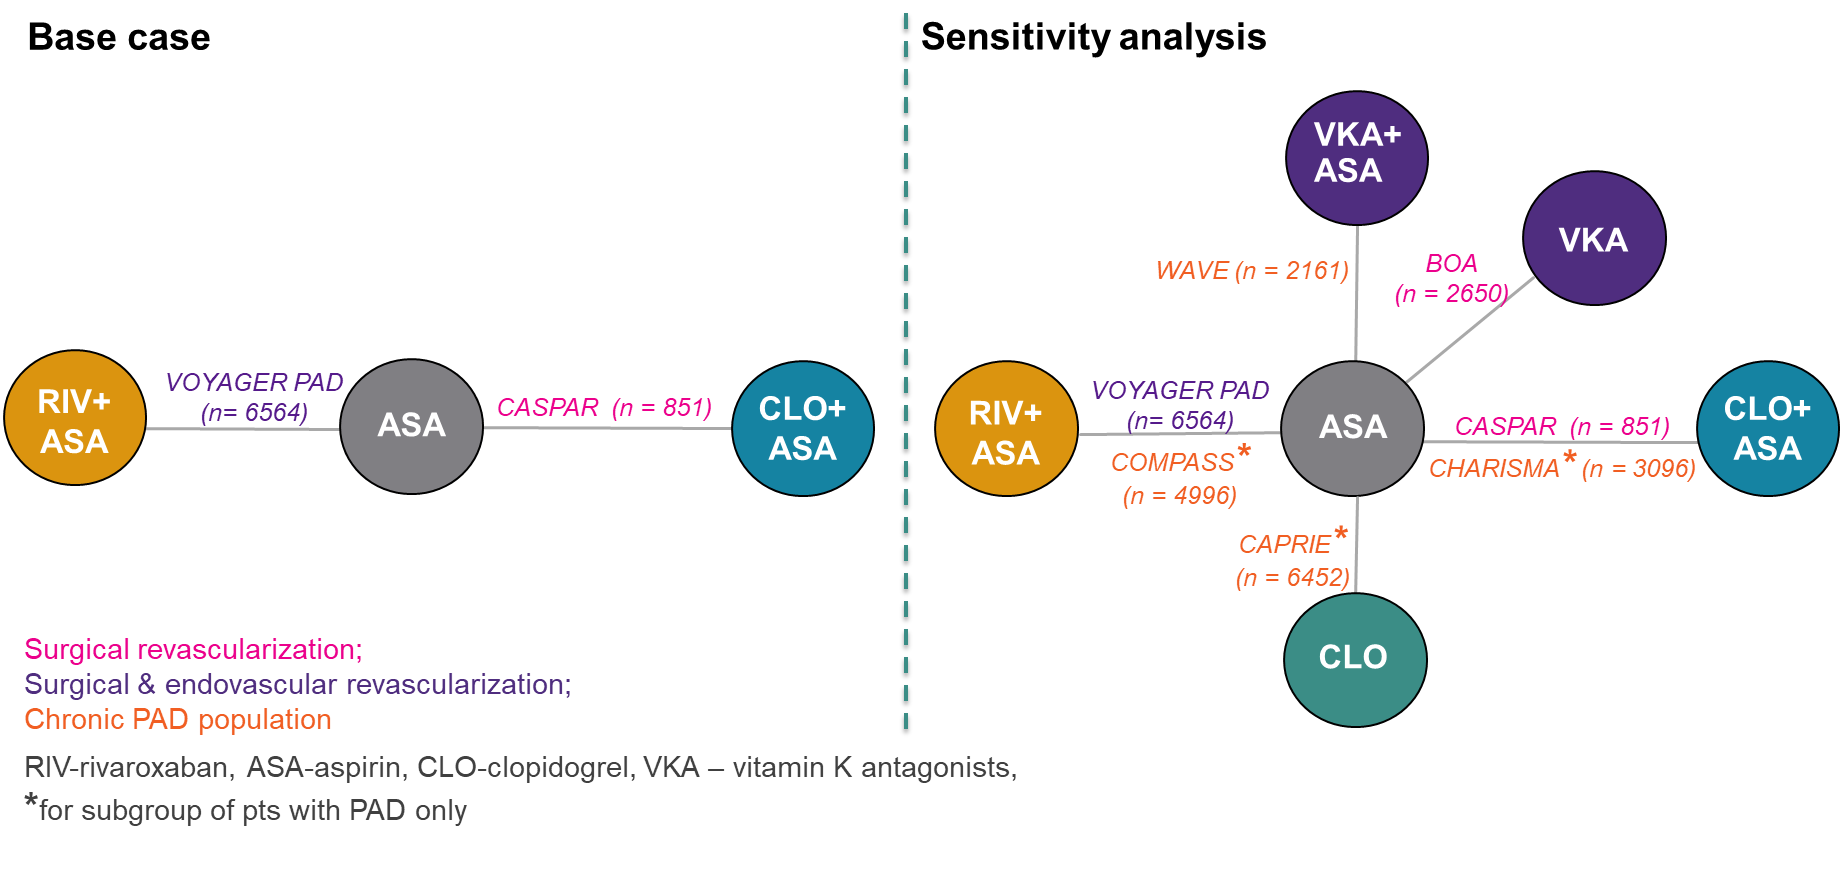 Base case
RIV+
ASA
VOYAGER PAD
(n= 6564)
ASA
CASPAR (n = 851)
CLO+
ASA
Sensitivity analysis
VKA+
ASA
VKA
WAVE (n = 2161)
BOA
(n = 2650)
RIV+
ASA
VOYAGER PAD
(n= 6564)
COMPASS*
(n = 4996)
ASA
CASPAR (n = 851)
CHARISMA* (n = 3096)
CLO+
ASA
CAPRIE*
(n = 6452)
CLO
Surgical revascularization;
Surgical & endovascular revascularization;
Chronic PAD population
RIV-rivaroxaban, ASA-aspirin, CLO-clopidogrel, VKA – vitamin K antagonists,
*for subgroup of pts with PAD only